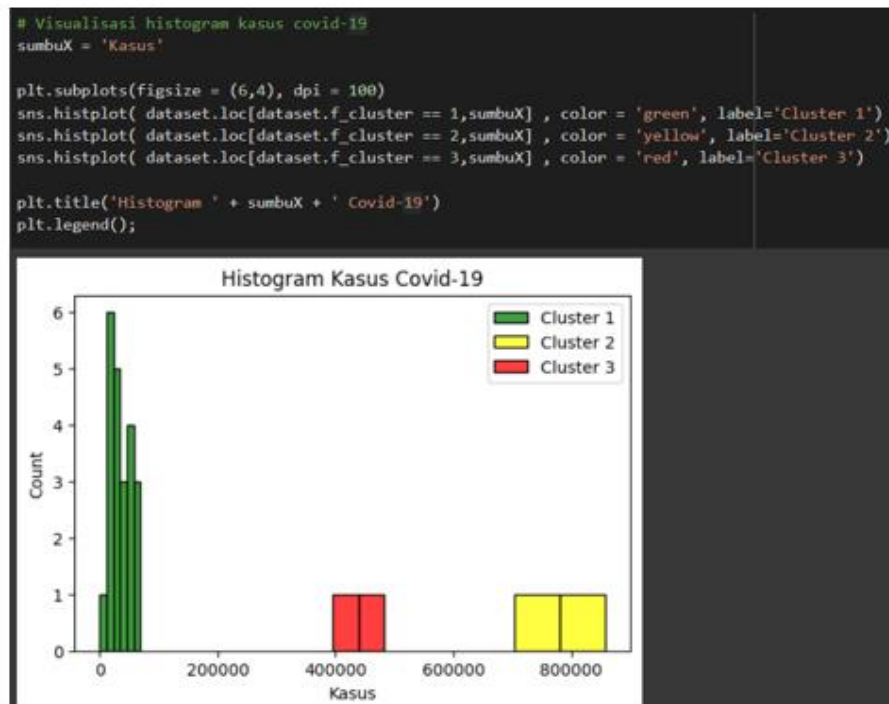 # Visualisasi histogram kasus covid-19
sumbuX = 'Kasus'
plt.subplots(figsize = (6,4), dpi = 100)
sns.histplot( dataset.loc[dataset.f_cluster == 1,sumbuX] , color = 'green', label='Cluster 1')
sns.histplot( dataset.loc[dataset.f_cluster == 2,sumbuX] , color = 'yellow', label='Cluster 2')
sns.histplot( dataset.loc[dataset.f_cluster == 3,sumbuX] , color = 'red', label='Cluster 3')
plt.title('Histogram ' + sumbuX + ' Covid-19')
plt.legend();
Histogram Kasus Covid-19
Cluster 1
Cluster 2
Cluster 3
Count
6
5
4
3
2
1
0
0 200000 400000 600000 800000
Kasus